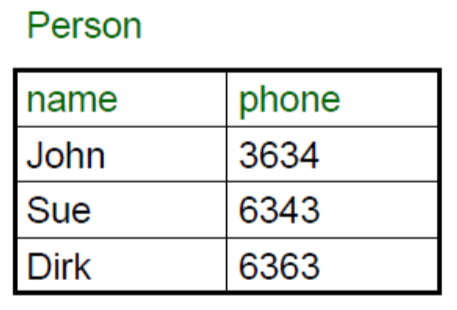 Person
name phone
John 3634
Sue 6343
Dirk 6363